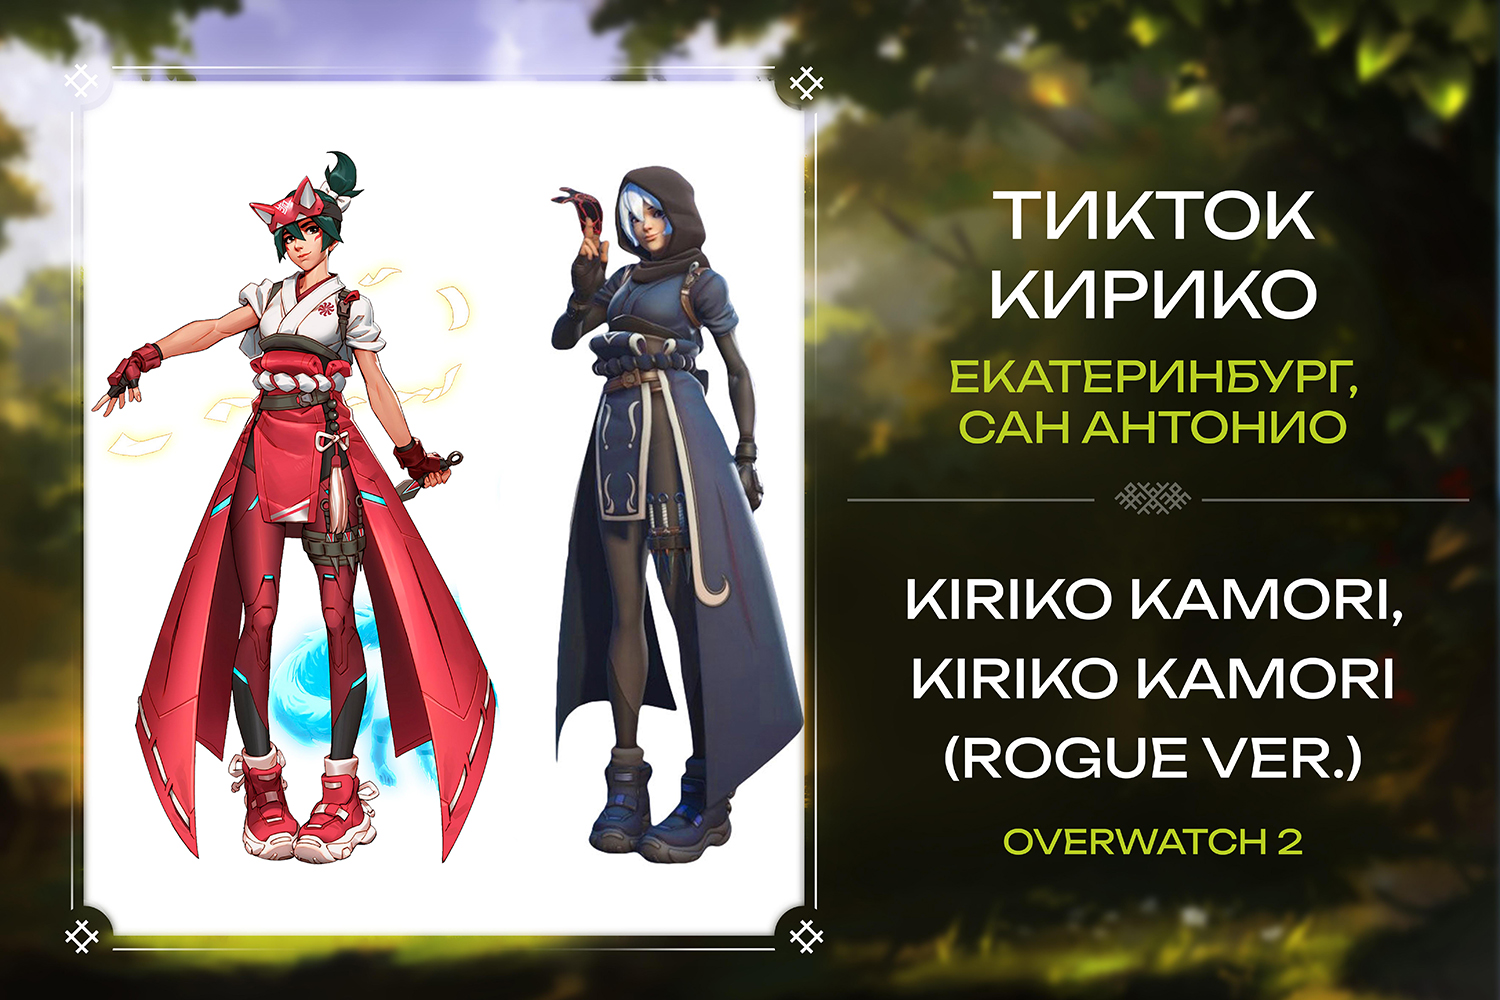 ТИКТОК
КИРИКО
ЕКАТЕРИНБУРГ,
САН АНТОНИО
KIRIKO KAMORI,
KIRIKO KAMORI
(ROGUE VER.)
OVERWATCH 2